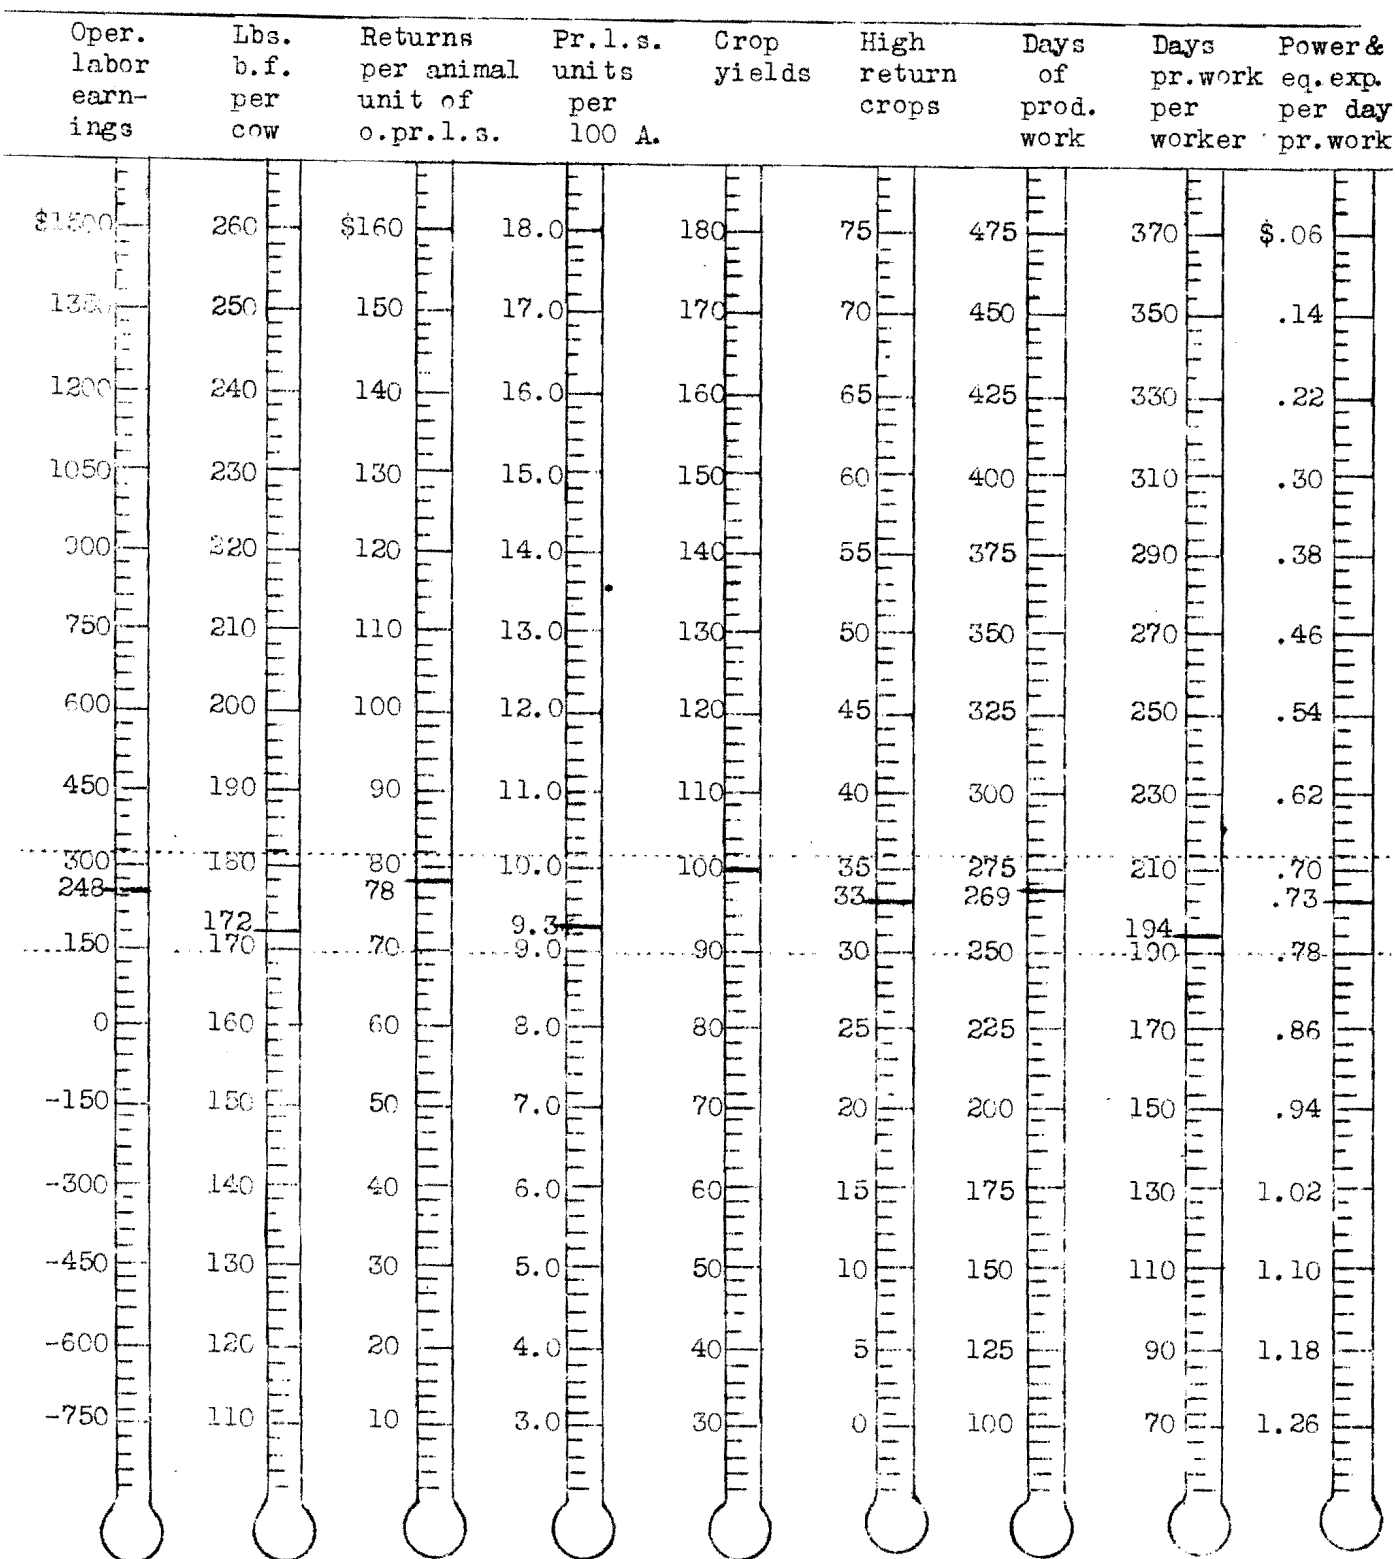 Oper. Lbs. Returns Pr.l.s. Crop High Days Days Power&
labor b.f. per animal units yields return of pr.work eq.exp.
earn- per unit of per crops prod. per per day
ings cow o.pr.l.s. 100 A. work worker pr.work
$1500 260 $160 18.0 180 75 475 370 $.06
1350 250 150 17.0 170 70 450 350 .14
1200 240 140 16.0 160 65 425 330 .22
1050 230 130 15.0 150 60 400 310 .30
900 220 120 14.0 140 55 375 290 .38
750 210 110 13.0 130 50 350 270 .46
600 200 100 12.0 120 45 325 250 .54
450 190 90 11.0 110 40 300 230 .62
300 180 80 10.0 100 35 275 210 .70
248 78 33 269 .73
172 9.3 194
150 170 70 9.0 90 30 250 190 .78
0 160 60 8.0 80 25 225 170 .86
-150 150 50 7.0 70 20 200 150 .94
-300 140 40 6.0 60 15 175 130 1.02
-450 130 30 5.0 50 10 150 110 1.10
-600 120 20 4.0 40 5 125 90 1.18
-750 110 10 3.0 30 0 100 70 1.26